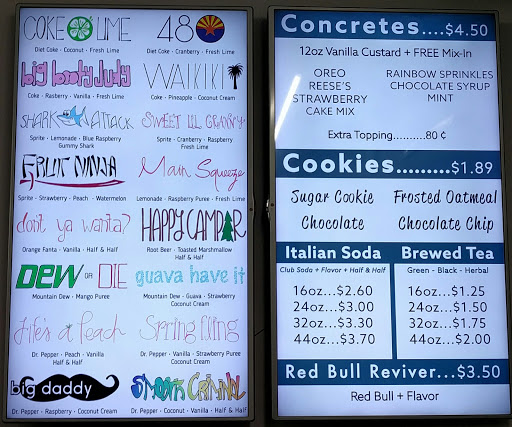 COKE O' LIME
Diet Coke - Coconut - Fresh Lime
48
Diet Coke - Cranberry - Fresh Lime
big booty Judy
Coke - Raspberry - Vanilla - Fresh Lime
WAIKIKI
Coke - Pineapple - Coconut Cream
SHARK ATTACK
Sprite - Lemonade - Blue Raspberry
Gummy Shark
SWEET LIL CRANNY
Sprite - Cranberry - Raspberry
Fresh Lime
FRUIT NINJA
Sprite - Strawberry - Peach - Watermelon
Main Squeeze
Lemonade - Raspberry Puree - Fresh Lime
don't ya wanta?
Orange Fanta - Vanilla - Half & Half
HAPPY CAMPER
Root Beer - Toasted Marshmallow
Half & Half
DEW OR DIE
Mountain Dew - Mango Puree
guava have it
Mountain Dew - Guava - Strawberry
Coconut Cream
life's a Peach
Dr. Pepper - Peach - Vanilla
Half & Half
Spring fling
Dr. Pepper - Vanilla - Strawberry Puree
Coconut Cream
big daddy
Dr. Pepper - Raspberry - Coconut Cream
SMOOTH CRIMINAL
Dr. Pepper - Coconut - Vanilla - Half & Half
Concretes....$4.50
12oz Vanilla Custard + FREE Mix-In
OREO
REESE'S
STRAWBERRY
CAKE MIX
RAINBOW SPRINKLES
CHOCOLATE SYRUP
MINT
Extra Topping..........80 ¢
Cookies.........$1.89
Sugar Cookie
Chocolate
Frosted Oatmeal
Chocolate Chip
Italian Soda
Club Soda + Flavor + Half & Half
16oz...$2.60
24oz...$3.00
32oz...$3.30
44oz...$3.70
Brewed Tea
Green - Black - Herbal
16oz...$1.25
24oz...$1.50
32oz...$1.75
44oz...$2.00
Red Bull Reviver...$3.50
Red Bull + Flavor